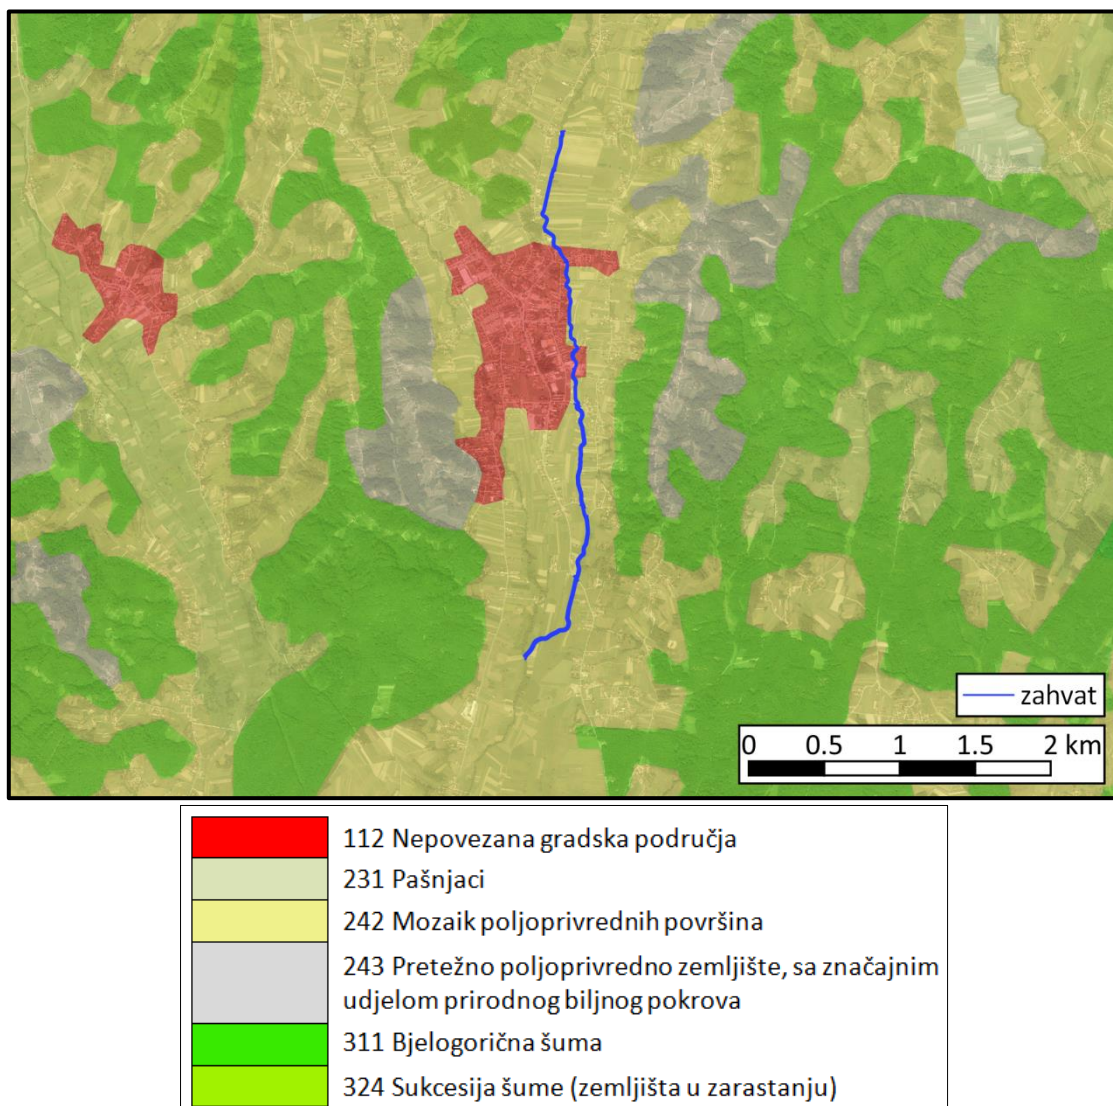 zahvat
0 0.5 1 1.5 2 km
112 Nepovezana gradska područja
231 Pašnjaci
242 Mozaik poljoprivrednih površina
243 Pretežno poljoprivredno zemljište, sa značajnim
udjelom prirodnog biljnog pokrova
311 Bjelogorična šuma
324 Sukcesija šume (zemljišta u zarastanju)